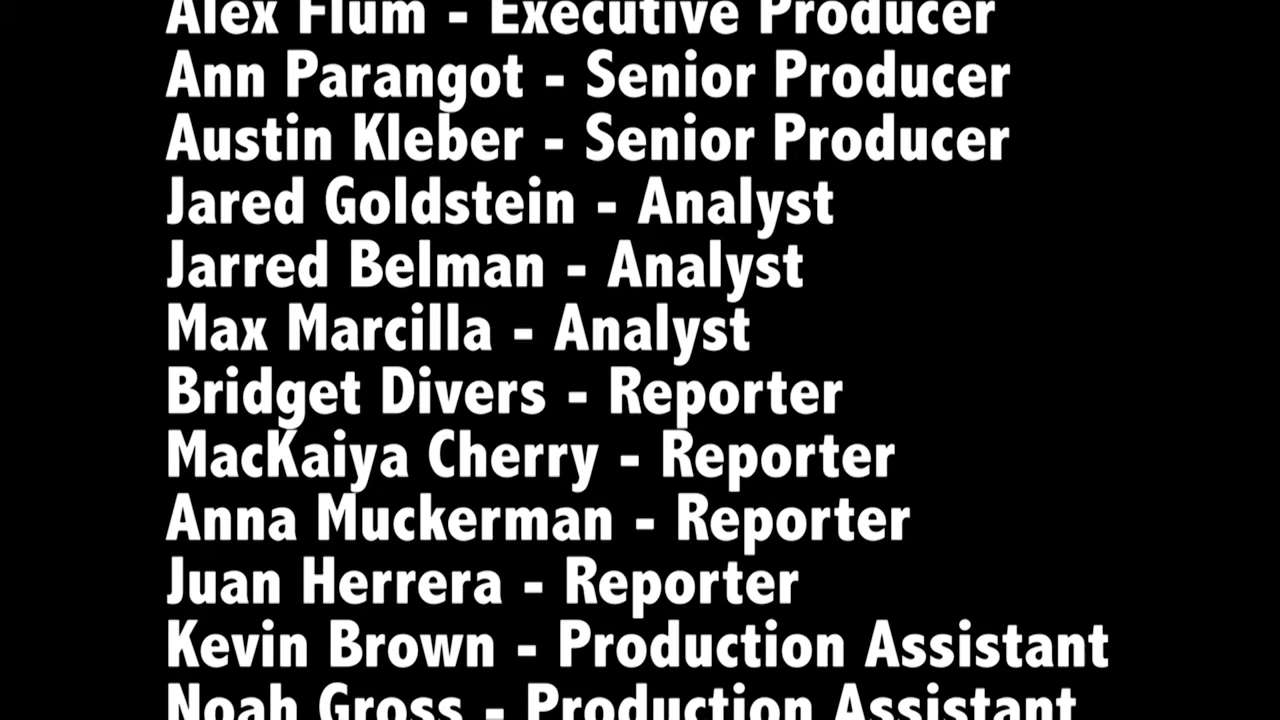 Alex Flum - Executive Producer
Ann Parangot - Senior Producer
Austin Kleber - Senior Producer
Jared Goldstein - Analyst
Jarred Belman - Analyst
Max Marcilla - Analyst
Bridget Divers - Reporter
MacKaiya Cherry - Reporter
Anna Muckerman - Reporter
Juan Herrera - Reporter
Kevin Brown - Production Assistant
Noah Gross - Production Assistant